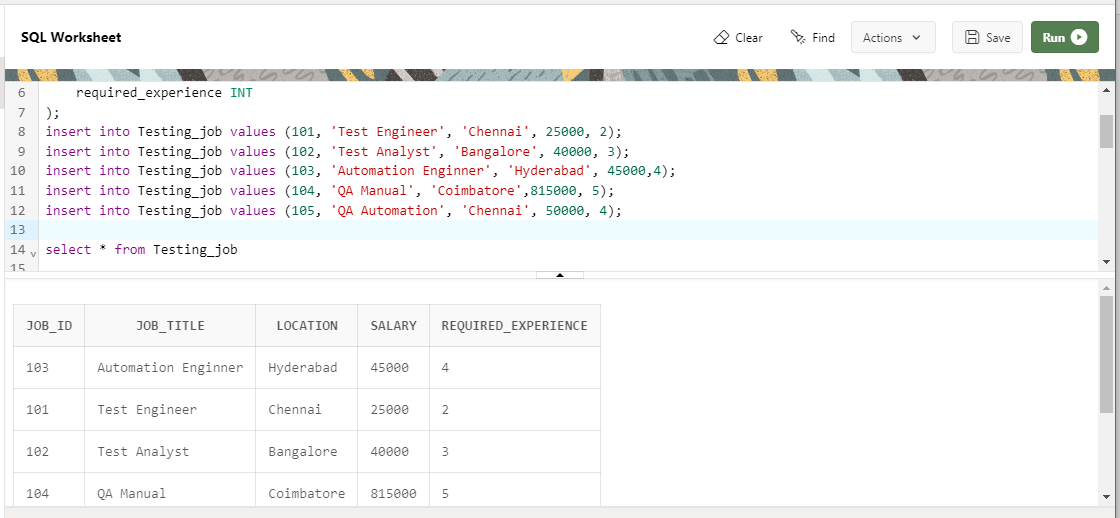 SQL Worksheet Clear Find Actions Save Run
6 required_experience INT
7 );
8 insert into Testing_job values (101, 'Test Engineer', 'Chennai', 25000, 2);
9 insert into Testing_job values (102, 'Test Analyst', 'Bangalore', 40000, 3);
10 insert into Testing_job values (103, 'Automation Enginner', 'Hyderabad', 45000,4);
11 insert into Testing_job values (104, 'QA Manual', 'Coimbatore',815000, 5);
12 insert into Testing_job values (105, 'QA Automation', 'Chennai', 50000, 4);
13
14 select * from Testing_job
15
JOB_ID JOB_TITLE LOCATION SALARY REQUIRED_EXPERIENCE
103 Automation Enginner Hyderabad 45000 4
101 Test Engineer Chennai 25000 2
102 Test Analyst Bangalore 40000 3
104 QA Manual Coimbatore 815000 5